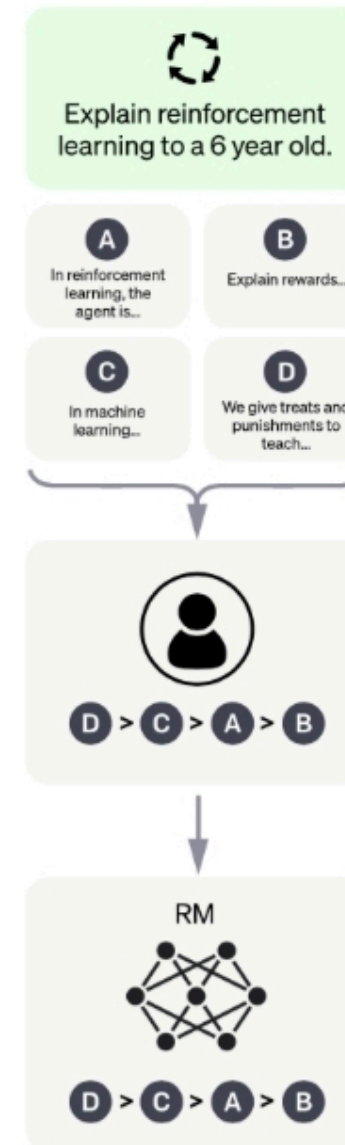 Explain reinforcement
learning to a 6 year old.
A
B
In reinforcement
learning, the
agent is...
Explain rewards...
C
D
In machine
learning...
We give treats and
punishments to
teach...
D > C > A > B
RM
D > C > A > B